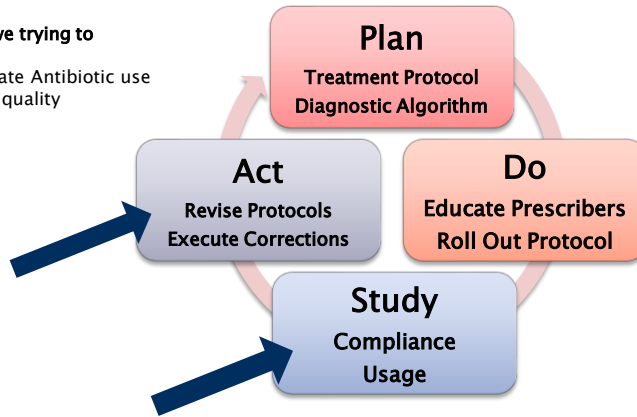 ve trying to
ate Antibiotic use
quality
Plan
Treatment Protocol
Diagnostic Algorithm
Act
Revise Protocols
Execute Corrections
Do
Educate Prescribers
Roll Out Protocol
Study
Compliance
Usage